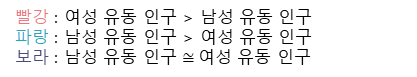 빨강 : 여성 유동 인구 > 남성 유동 인구
파랑 : 남성 유동 인구 > 여성 유동 인구
보라 : 남성 유동 인구 ≅ 여성 유동 인구